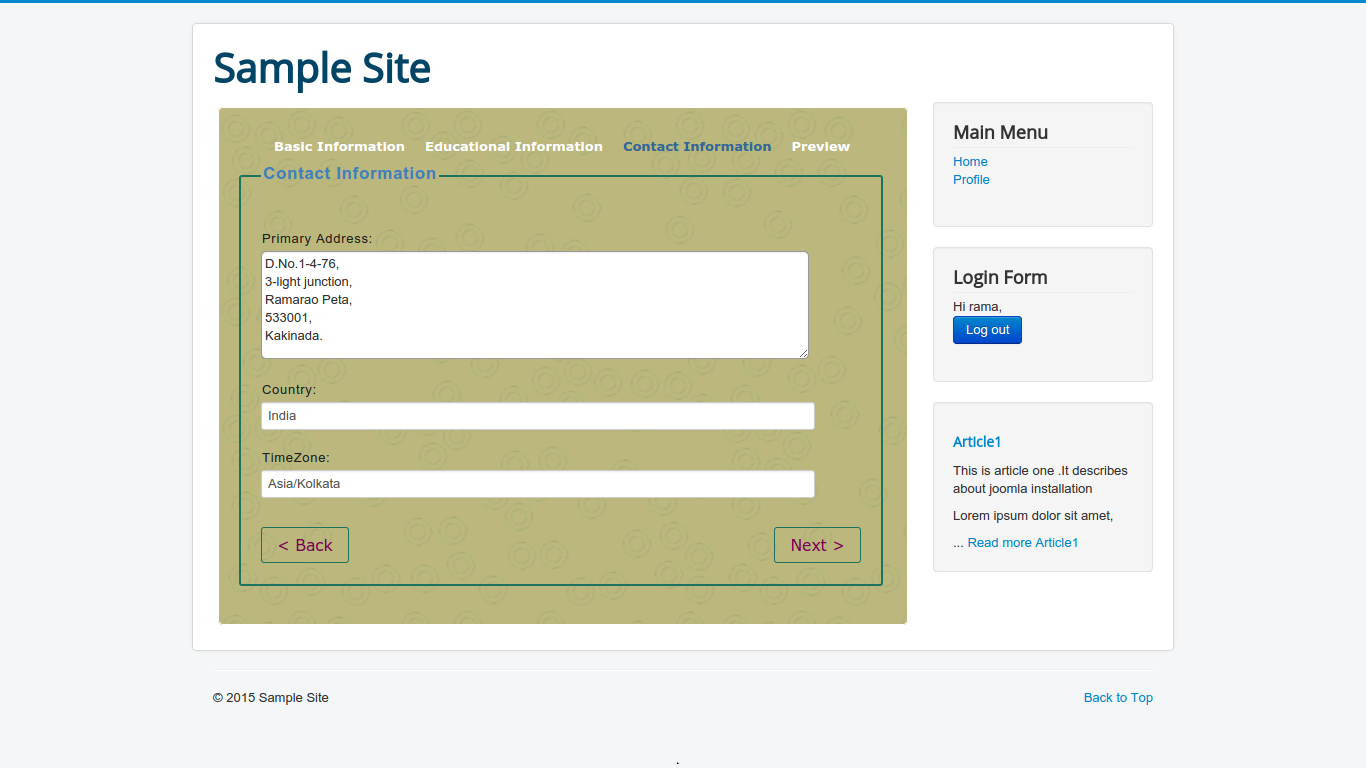 Sample Site
Basic Information Educational Information Contact Information Preview
Contact Information
Primary Address:
D.No.1-4-76,
3-light junction,
Ramarao Peta,
533001,
Kakinada.
Country:
India
TimeZone:
Asia/Kolkata
< Back Next >
Main Menu
Home
Profile
Login Form
Hi rama,
Log out
Article1
This is article one .It describes
about joomla installation
Lorem ipsum dolor sit amet,
... Read more Article1
© 2015 Sample Site Back to Top